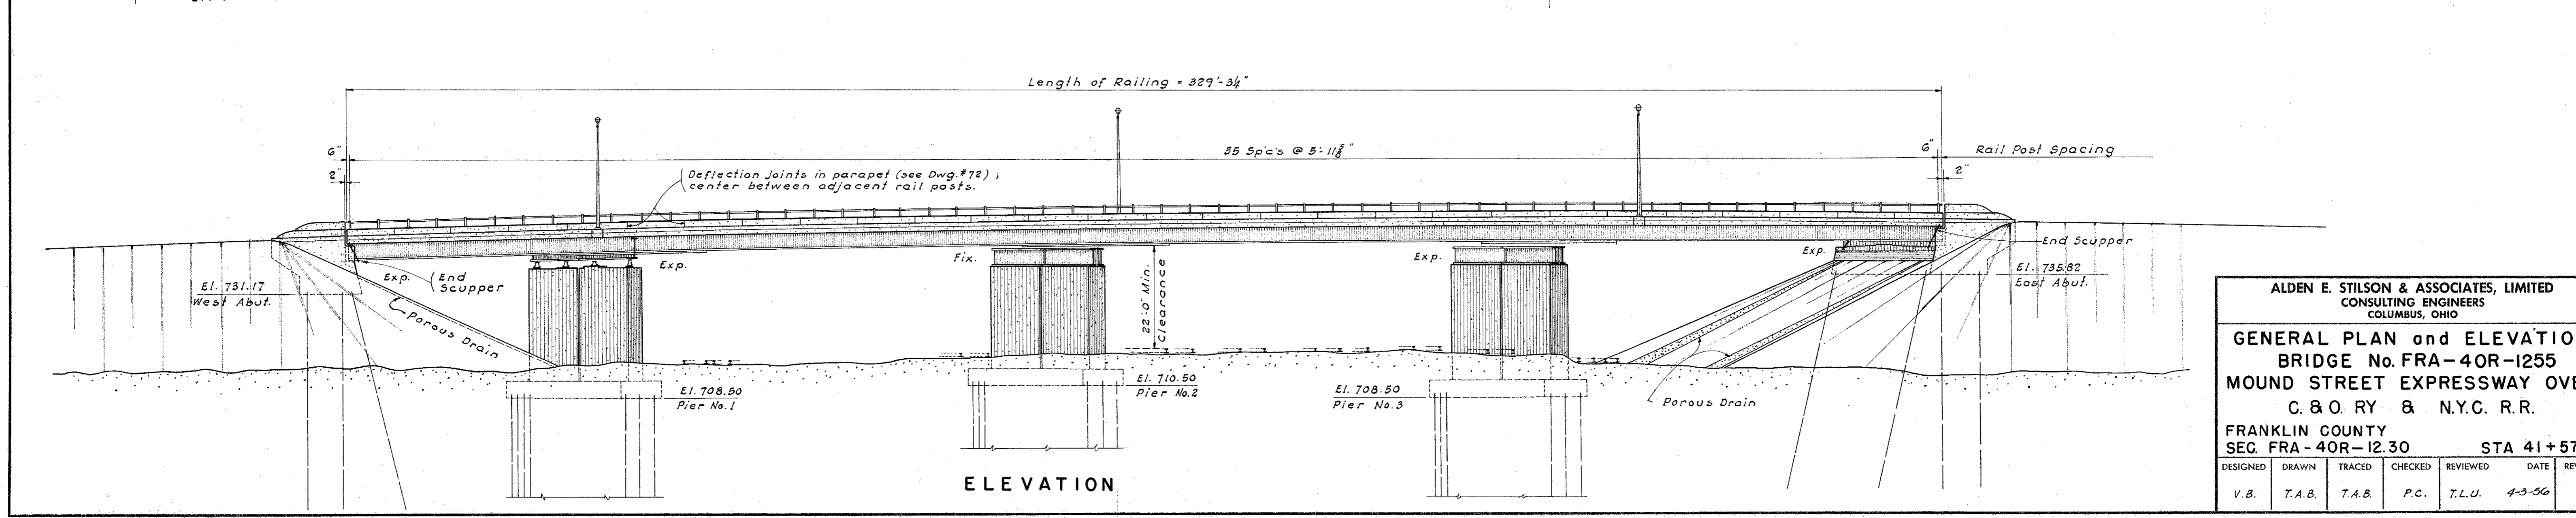 Length of Railing = 329'-3¼"
6"
55 Spc's @ 5'-11⅝"
6"
Rail Post Spacing
2"
2"
Deflection Joints in parapet (see Dwg.#72) ;
center between adjacent rail posts.
End Scupper
Exp.
Fix.
Exp.
Exp.
Exp.
End
Scupper
22'-0" Min.
Clearance
El. 731.17
West Abut.
El. 735.82
East Abut.
Porous Drain
El. 708.50
Pier No.1
El. 710.50
Pier No.2
El. 708.50
Pier No.3
Porous Drain
ELEVATION
ALDEN E. STILSON & ASSOCIATES, LIMITED
CONSULTING ENGINEERS
COLUMBUS, OHIO
GENERAL PLAN and ELEVATIO
BRIDGE No. FRA-40R-1255
MOUND STREET EXPRESSWAY OVE
C. & O. RY & N.Y.C. R.R.
FRANKLIN COUNTY
SEC. FRA-40R-12.30 STA 41+57
DESIGNED DRAWN TRACED CHECKED REVIEWED DATE RE
V.B. T.A.B. T.A.B. P.C. T.L.U. 4-3-56